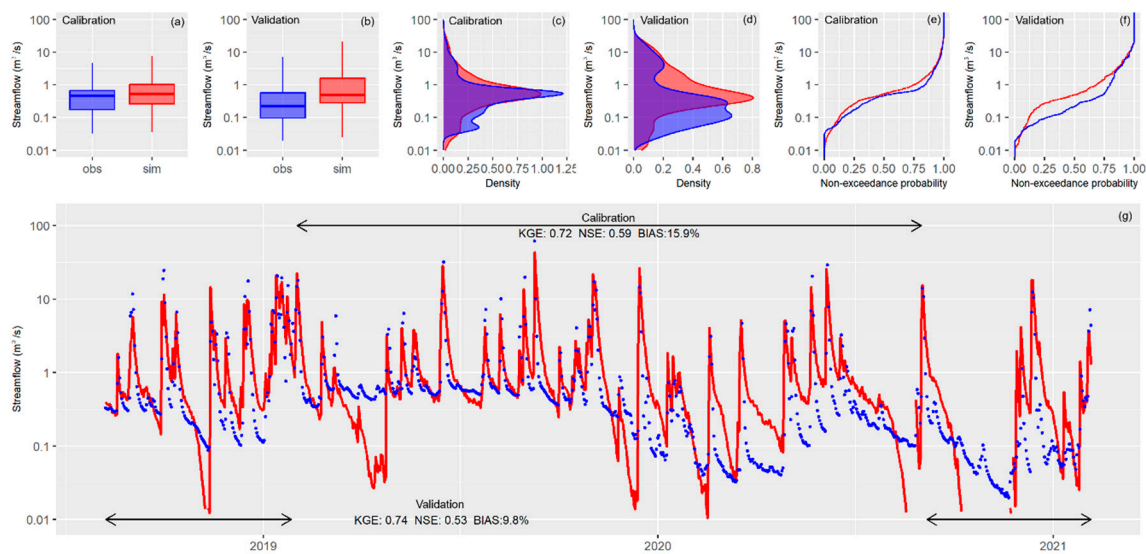 Calibration (a)
Streamflow (m³/s)
100
10
1
0.1
0.01
obs sim
Validation (b)
Streamflow (m³/s)
100
10
1
0.1
0.01
obs sim
Calibration (c)
Streamflow (m³/s)
100
10
1
0.1
0.01
0.00 0.25 0.50 0.75 1.00 1.25
Density
Validation (d)
Streamflow (m³/s)
100
10
1
0.1
0.01
0.0 0.2 0.4 0.6 0.8
Density
Calibration (e)
Streamflow (m³/s)
100
10
1
0.1
0.01
0.00 0.25 0.50 0.75 1.00
Non-exceedance probability
Validation (f)
Streamflow (m³/s)
100
10
1
0.1
0.01
0.00 0.25 0.50 0.75 1.00
Non-exceedance probability
(g)
Streamflow (m³/s)
100
10
1
0.1
0.01
Calibration
KGE: 0.72 NSE: 0.59 BIAS:15.9%
Validation
KGE: 0.74 NSE: 0.53 BIAS:9.8%
2019 2020 2021